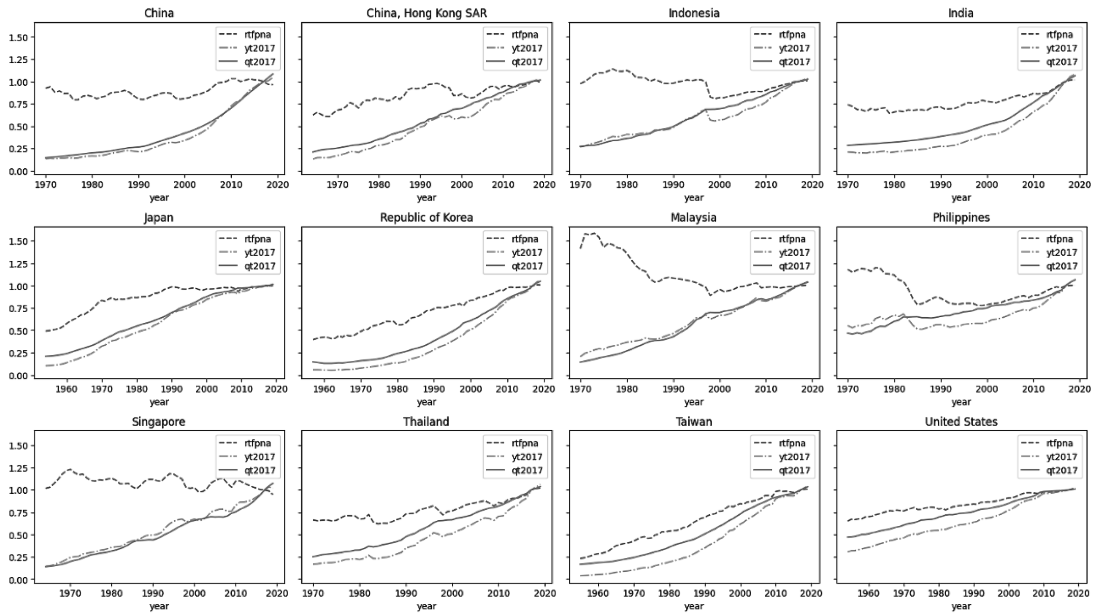 China
China, Hong Kong SAR
Indonesia
India
1.50
1.25
1.00
0.75
0.50
0.25
0.00
rtfpna
yt2017
qt2017
rtfpna
yt2017
qt2017
rtfpna
yt2017
qt2017
rtfpna
yt2017
qt2017
1970 1980 1990 2000 2010 2020
1970 1980 1990 2000 2010 2020
1970 1980 1990 2000 2010 2020
1970 1980 1990 2000 2010 2020
year
year
year
year
Japan
Republic of Korea
Malaysia
Philippines
1.50
1.25
1.00
0.75
0.50
0.25
0.00
rtfpna
yt2017
qt2017
rtfpna
yt2017
qt2017
rtfpna
yt2017
qt2017
rtfpna
yt2017
qt2017
1960 1970 1980 1990 2000 2010 2020
1960 1970 1980 1990 2000 2010 2020
1970 1980 1990 2000 2010 2020
1970 1980 1990 2000 2010 2020
year
year
year
year
Singapore
Thailand
Taiwan
United States
1.50
1.25
1.00
0.75
0.50
0.25
0.00
rtfpna
yt2017
qt2017
rtfpna
yt2017
qt2017
rtfpna
yt2017
qt2017
rtfpna
yt2017
qt2017
1970 1980 1990 2000 2010 2020
1970 1980 1990 2000 2010 2020
1960 1970 1980 1990 2000 2010 2020
1960 1970 1980 1990 2000 2010 2020
year
year
year
year